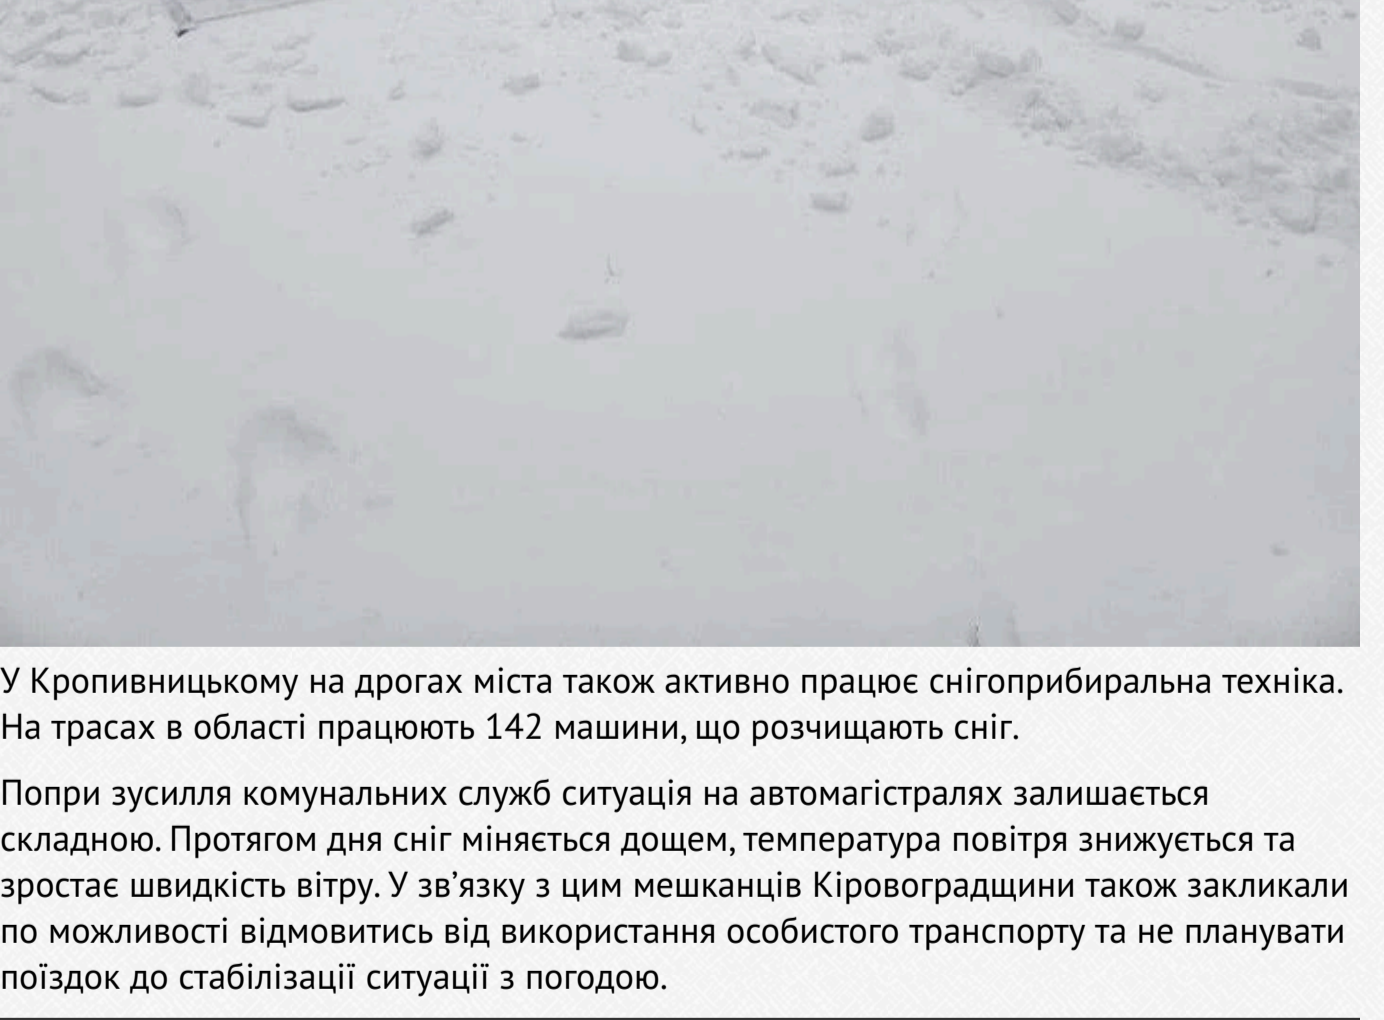 У Кропивницькому на дрогах міста також активно працює снігоприбиральна техніка.
На трасах в області працюють 142 машини, що розчищають сніг.
Попри зусилля комунальних служб ситуація на автомагістралях залишається
складною. Протягом дня сніг міняється дощем, температура повітря знижується та
зростає швидкість вітру. У зв’язку з цим мешканців Кіровоградщини також закликали
по можливості відмовитись від використання особистого транспорту та не планувати
поїздок до стабілізації ситуації з погодою.